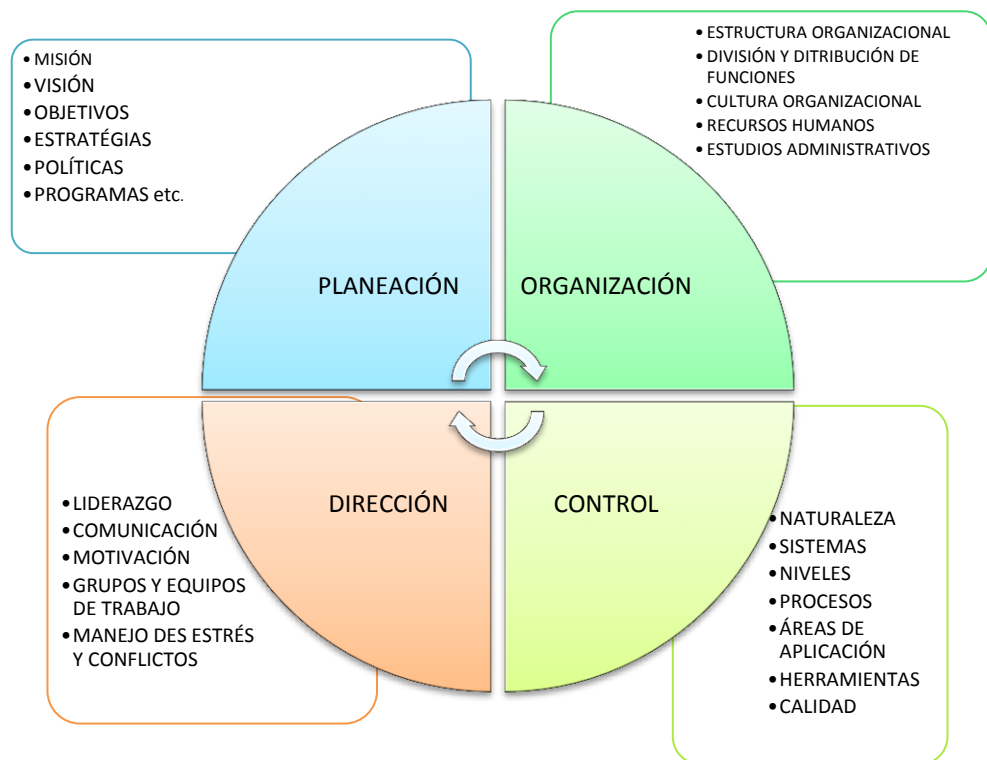 •MISIÓN
•VISIÓN
•OBJETIVOS
•ESTRATÉGIAS
•POLÍTICAS
•PROGRAMAS etc.
•ESTRUCTURA ORGANIZACIONAL
•DIVISIÓN Y DITRIBUCIÓN DE
FUNCIONES
•CULTURA ORGANIZACIONAL
•RECURSOS HUMANOS
•ESTUDIOS ADMINISTRATIVOS
PLANEACIÓN
ORGANIZACIÓN
DIRECCIÓN
CONTROL
•LIDERAZGO
•COMUNICACIÓN
•MOTIVACIÓN
•GRUPOS Y EQUIPOS
DE TRABAJO
•MANEJO DES ESTRÉS
Y CONFLICTOS
•NATURALEZA
•SISTEMAS
•NIVELES
•PROCESOS
•ÁREAS DE
APLICACIÓN
•HERRAMIENTAS
•CALIDAD